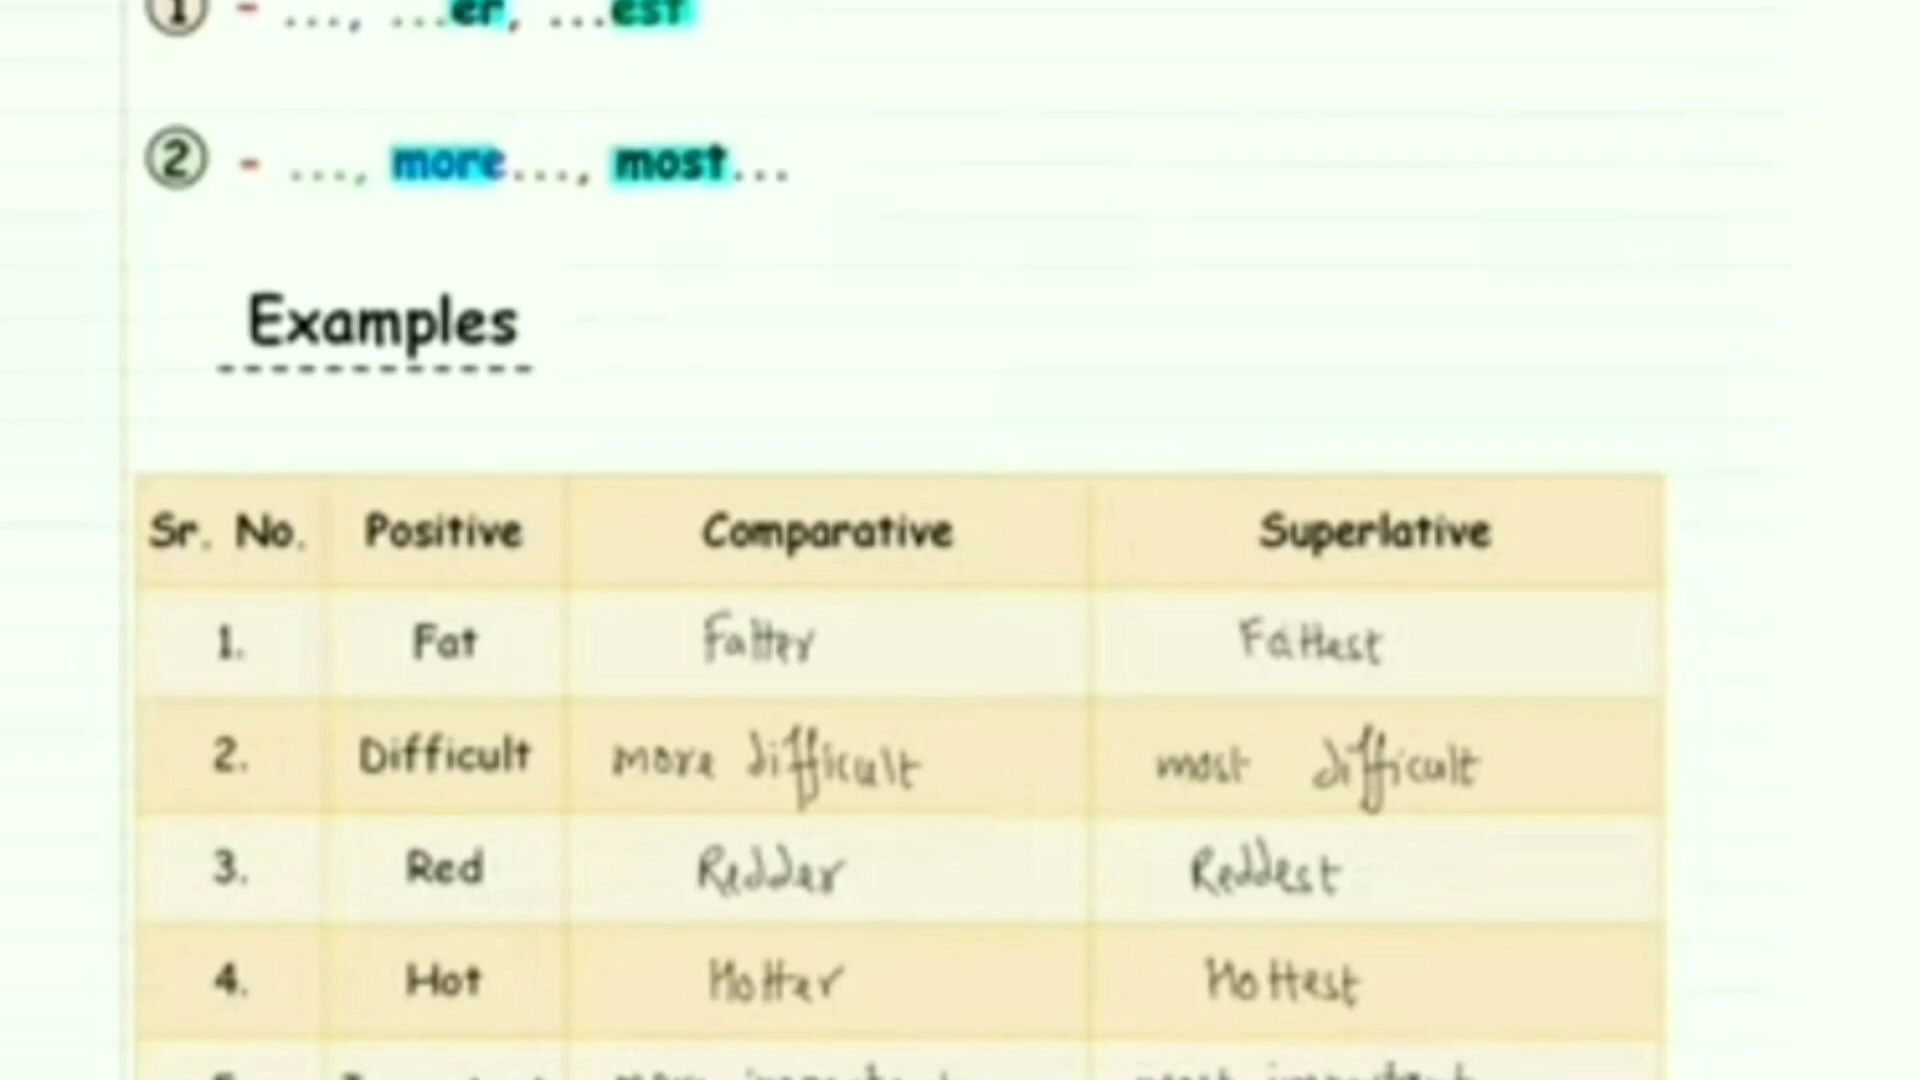 ① - ..., ...er, ...est
② - ..., more..., most...
Examples
Sr. No. Positive Comparative Superlative
1. Fat Fatter Fattest
2. Difficult more difficult most difficult
3. Red Redder Reddest
4. Hot Hotter Hottest